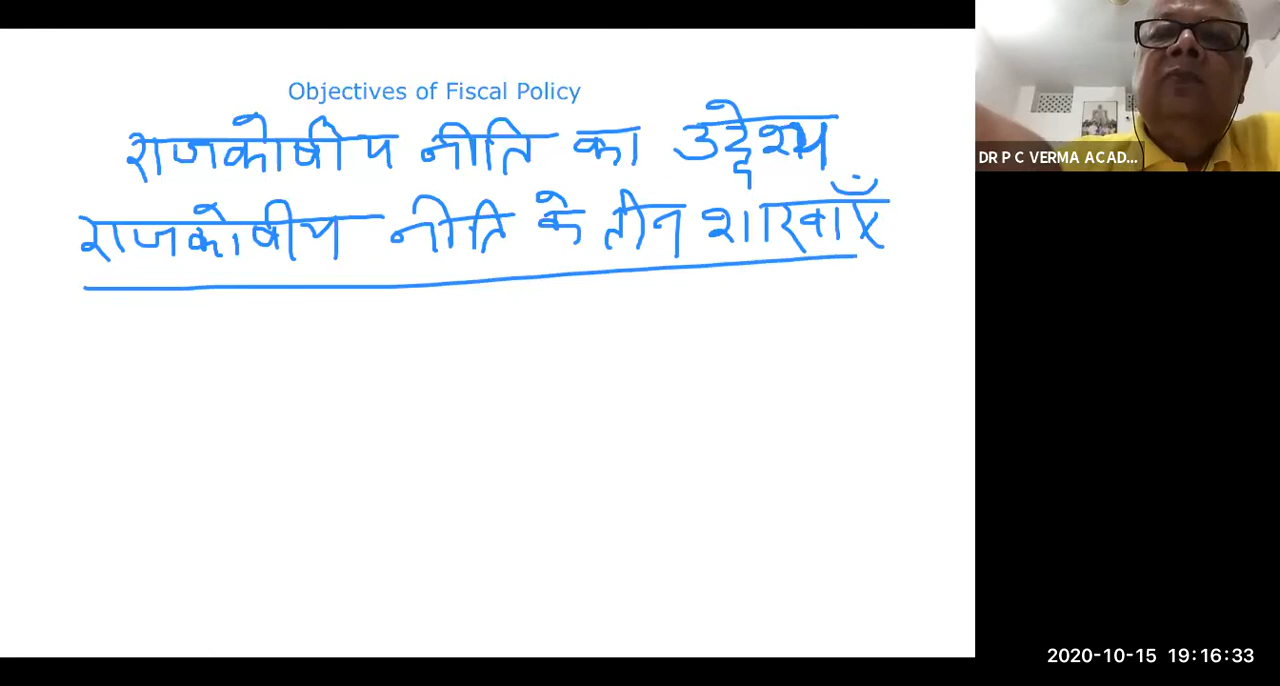 Objectives of Fiscal Policy
राजकोषीय नीति का उद्देश्य
राजकोषीय नीति के तीन शाखाएँ
DR P C VERMA ACAD...
2020-10-15 19:16:33